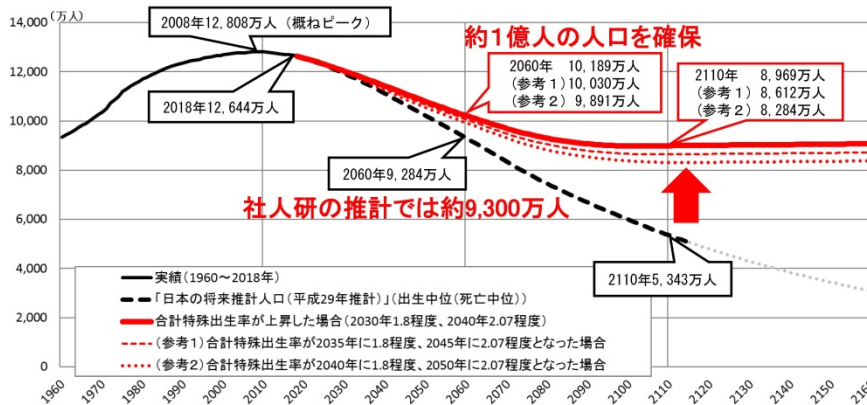 (万人)
14,000
12,000
10,000
8,000
6,000
4,000
2,000
0
2008年12,808万人(概ねピーク)
2018年12,644万人
約1億人の人口を確保
2060年 10,189万人
(参考1)10,030万人
(参考2) 9,891万人
2110年 8,969万人
(参考1) 8,612万人
(参考2) 8,284万人
2060年9,284万人
社人研の推計では約9,300万人
2110年5,343万人
実績(1960~2018年)
「日本の将来推計人口(平成29年推計)」(出生中位(死亡中位))
合計特殊出生率が上昇した場合(2030年1.8程度、2040年2.07程度)
(参考1)合計特殊出生率が2035年に1.8程度、2045年に2.07程度となった場合
(参考2)合計特殊出生率が2040年に1.8程度、2050年に2.07程度となった場合
1960 1970 1980 1990 2000 2010 2020 2030 2040 2050 2060 2070 2080 2090 2100 2110 2120 2130 2140 2150